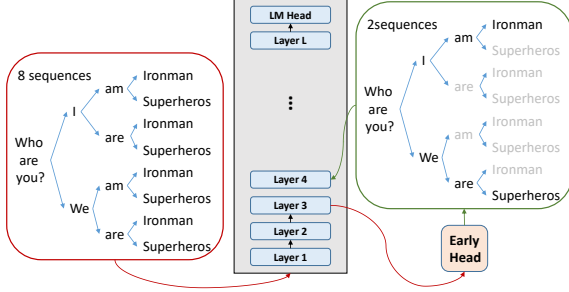 8 sequences
Who
are
you?
I
We
am
are
am
are
Ironman
Superheros
Ironman
Superheros
Ironman
Superheros
Ironman
Superheros
LM Head
Layer L
...
Layer 4
Layer 3
Layer 2
Layer 1
2sequences
Who
are
you?
I
We
am
are
am
are
Ironman
Superheros
Ironman
Superheros
Ironman
Superheros
Ironman
Superheros
Early
Head